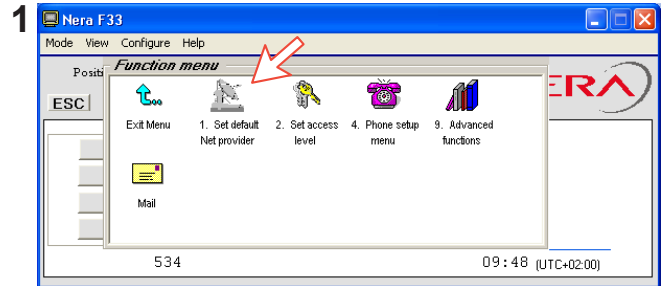 1
Nera F33
Mode View Configure Help
Function menu
Positi
ERA
ESC
Exit Menu 1. Set default Net provider 2. Set access level 4. Phone setup menu 9. Advanced functions
Mail
534 09:48 (UTC+02:00)